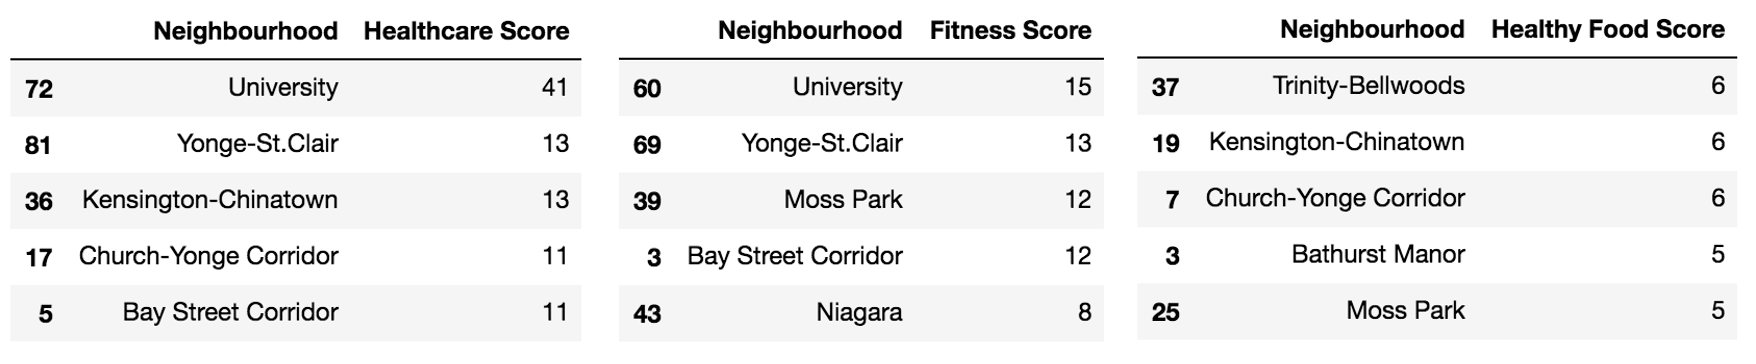 Neighbourhood Healthcare Score
72 University 41
81 Yonge-St.Clair 13
36 Kensington-Chinatown 13
17 Church-Yonge Corridor 11
5 Bay Street Corridor 11
Neighbourhood Fitness Score
60 University 15
69 Yonge-St.Clair 13
39 Moss Park 12
3 Bay Street Corridor 12
43 Niagara 8
Neighbourhood Healthy Food Score
37 Trinity-Bellwoods 6
19 Kensington-Chinatown 6
7 Church-Yonge Corridor 6
3 Bathurst Manor 5
25 Moss Park 5